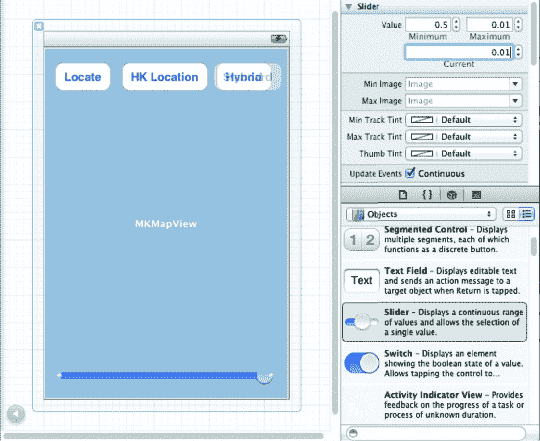 Slider
Value 0.5 0.01
Minimum Maximum
0.01
Current
Min Image Image
Max Image Image
Min Track Tint Default
Max Track Tint Default
Thumb Tint Default
Update Events Continuous
Locate HK Location Hybrid
MKMapView
{}
Objects
1 2
Segmented Control – Displays
multiple segments, each of which
functions as a discrete button.
Text
Text Field – Displays editable text
and sends an action message to a
target object when Return is tapped.
Slider – Displays a continuous range
of values and allows the selection of
a single value.
Switch – Displays an element
showing the boolean state of a value.
Allows tapping the control to...
Activity Indicator View – Provides
feedback on the progress of a task or
process of unknown duration.